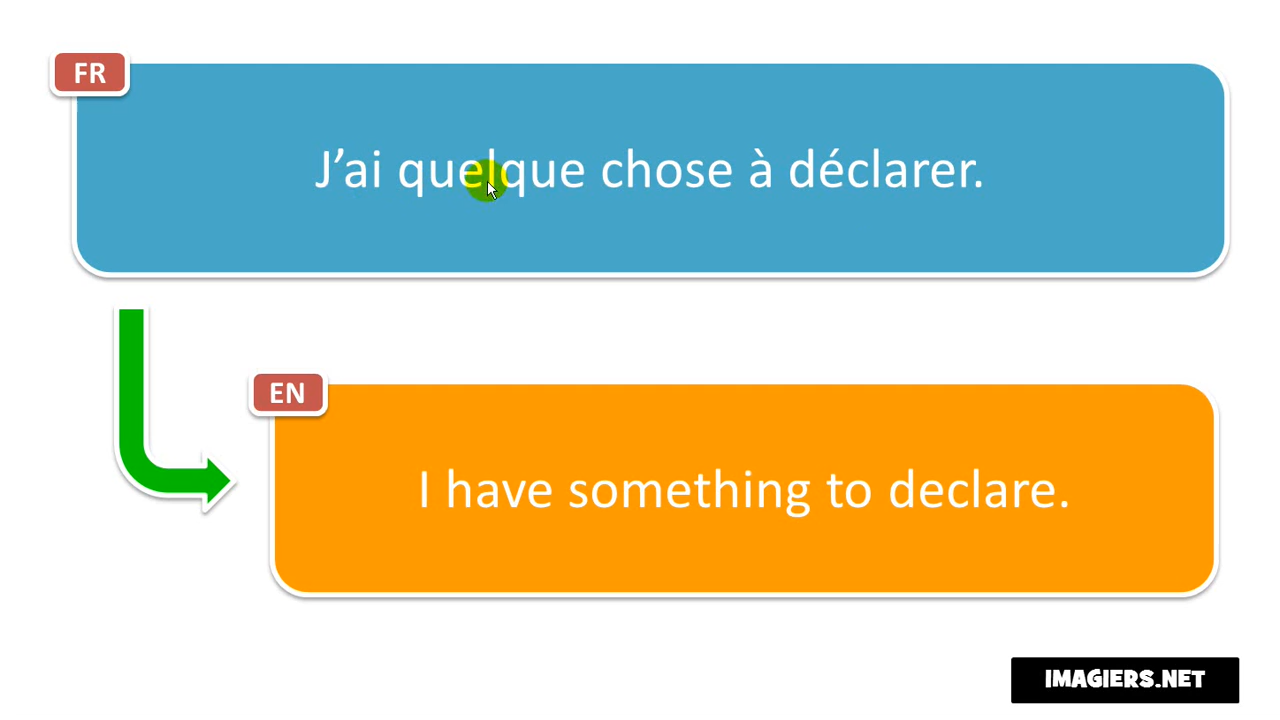 FR
J’ai quelque chose à déclarer.
EN
I have something to declare.
IMAGIERS.NET